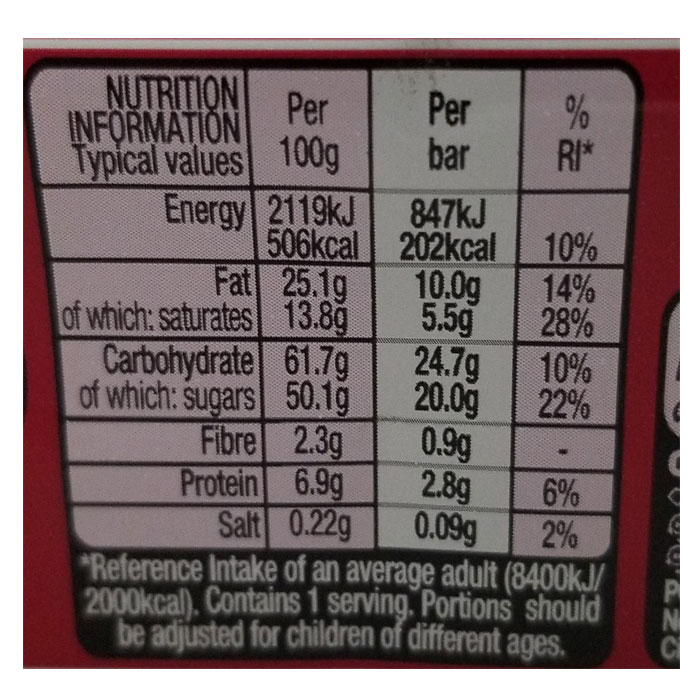 NUTRITION INFORMATION Typical values Per 100g Per bar % RI*
Energy 2119kJ 847kJ
506kcal 202kcal 10%
Fat 25.1g 10.0g 14%
of which: saturates 13.8g 5.5g 28%
Carbohydrate 61.7g 24.7g 10%
of which: sugars 50.1g 20.0g 22%
Fibre 2.3g 0.9g -
Protein 6.9g 2.8g 6%
Salt 0.22g 0.09g 2%
*Reference Intake of an average adult (8400kJ/
2000kcal). Contains 1 serving. Portions should
be adjusted for children of different ages.